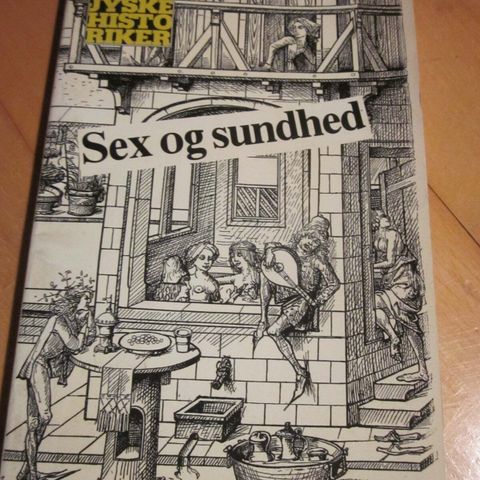 JYSKE
HISTO
RIKER
Sex og sundhed